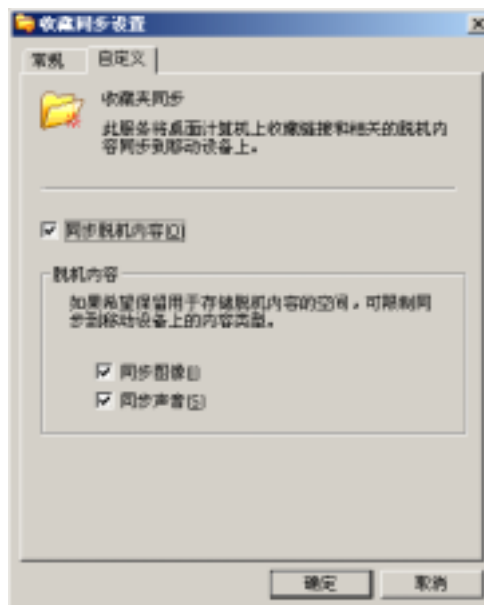 收藏同步设置
常规 自定义
收藏夹同步
此服务将桌面计算机上收藏链接和相关的脱机内
容同步到移动设备上。
同步脱机内容(O)
脱机内容
如果希望保留用于存储脱机内容的空间，可限制同
步到移动设备上的内容类型。
同步图像(I)
同步声音(S)
确定 取消